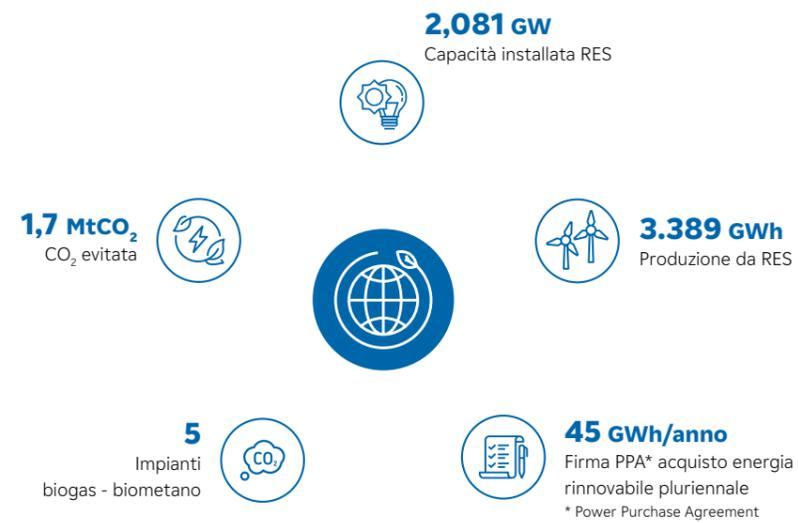 2,081 GW
Capacità installata RES
1,7 MtCO₂
CO₂ evitata
3.389 GWh
Produzione da RES
5
Impianti
biogas - biometano
CO₂
45 GWh/anno
Firma PPA* acquisto energia
rinnovabile pluriennale
* Power Purchase Agreement